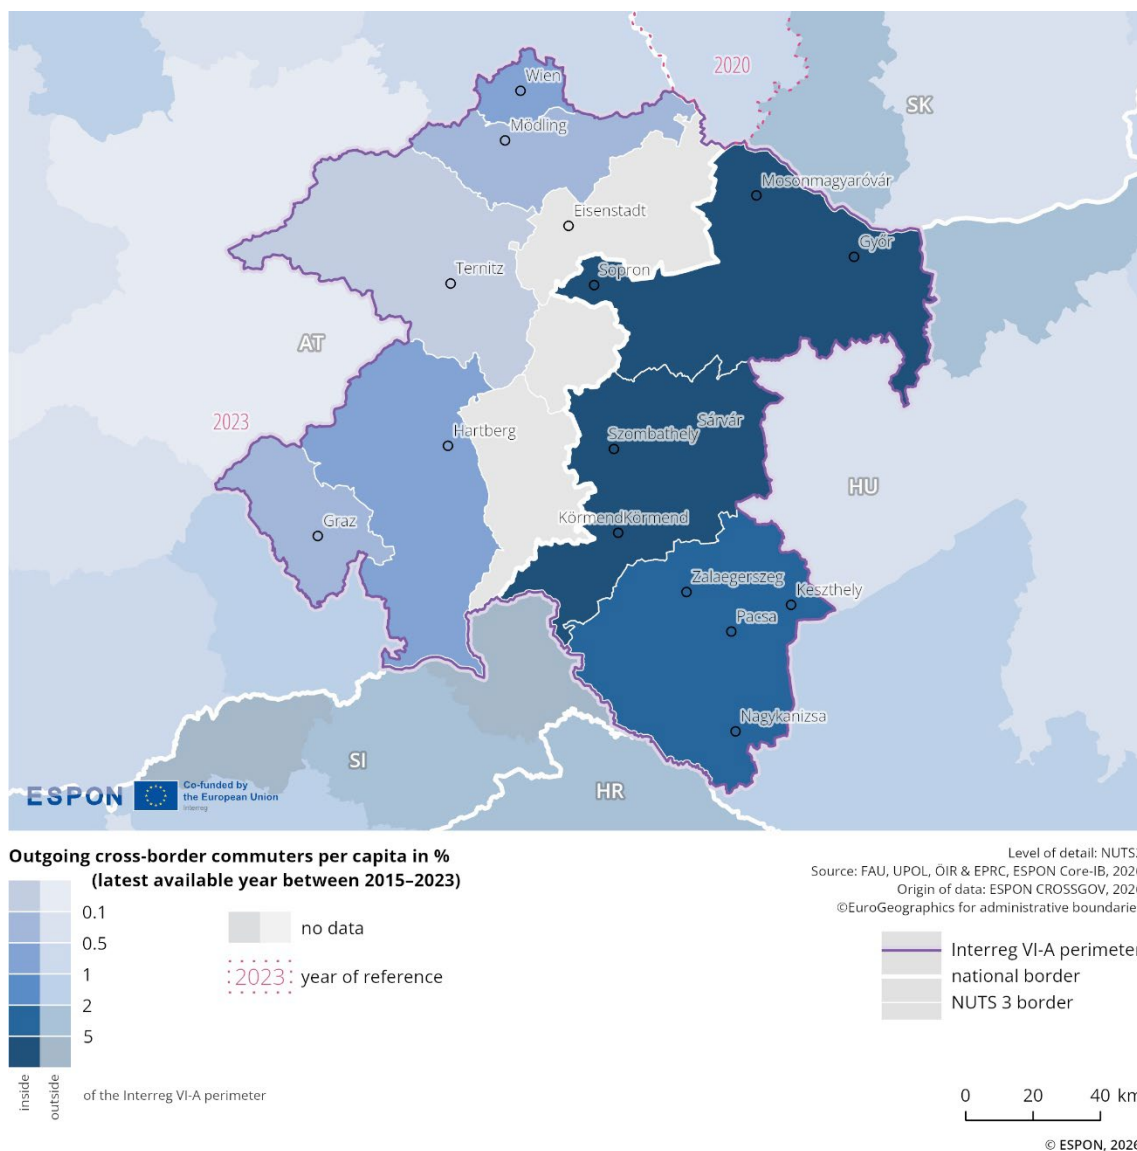 2020
Wien
SK
Mödling
Mosonmagyaróvár
Eisenstadt
Győr
Ternitz
Sopron
AT
2023
Hartberg
Sárvár
Szombathely
HU
KörmendKörmend
Graz
Zalaegerszeg
Keszthely
Pacsa
Nagykanizsa
SI
HR
ESPON
Co-funded by
the European Union
Interreg
Outgoing cross-border commuters per capita in %
(latest available year between 2015–2023)
0.1
0.5
1
2
5
inside
outside
of the Interreg VI-A perimeter
no data
2023 year of reference
Level of detail: NUTS
Source: FAU, UPOL, ÖIR & EPRC, ESPON Core-IB, 202
Origin of data: ESPON CROSSGOV, 202
©EuroGeographics for administrative boundarie
Interreg VI-A perimeter
national border
NUTS 3 border
0 20 40 km
© ESPON, 2026